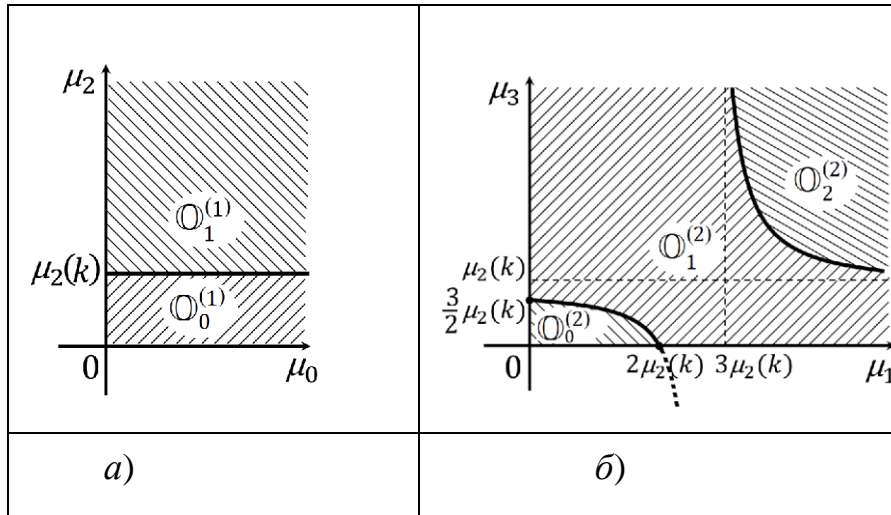 μ₂
𝕆₁⁽¹⁾
μ₂(k)
𝕆₀⁽¹⁾
0
μ₀
а)
μ₃
𝕆₂⁽²⁾
𝕆₁⁽²⁾
μ₂(k)
3/2 μ₂(k)
𝕆₀⁽²⁾
0
2μ₂(k)
3μ₂(k)
μ₁
б)